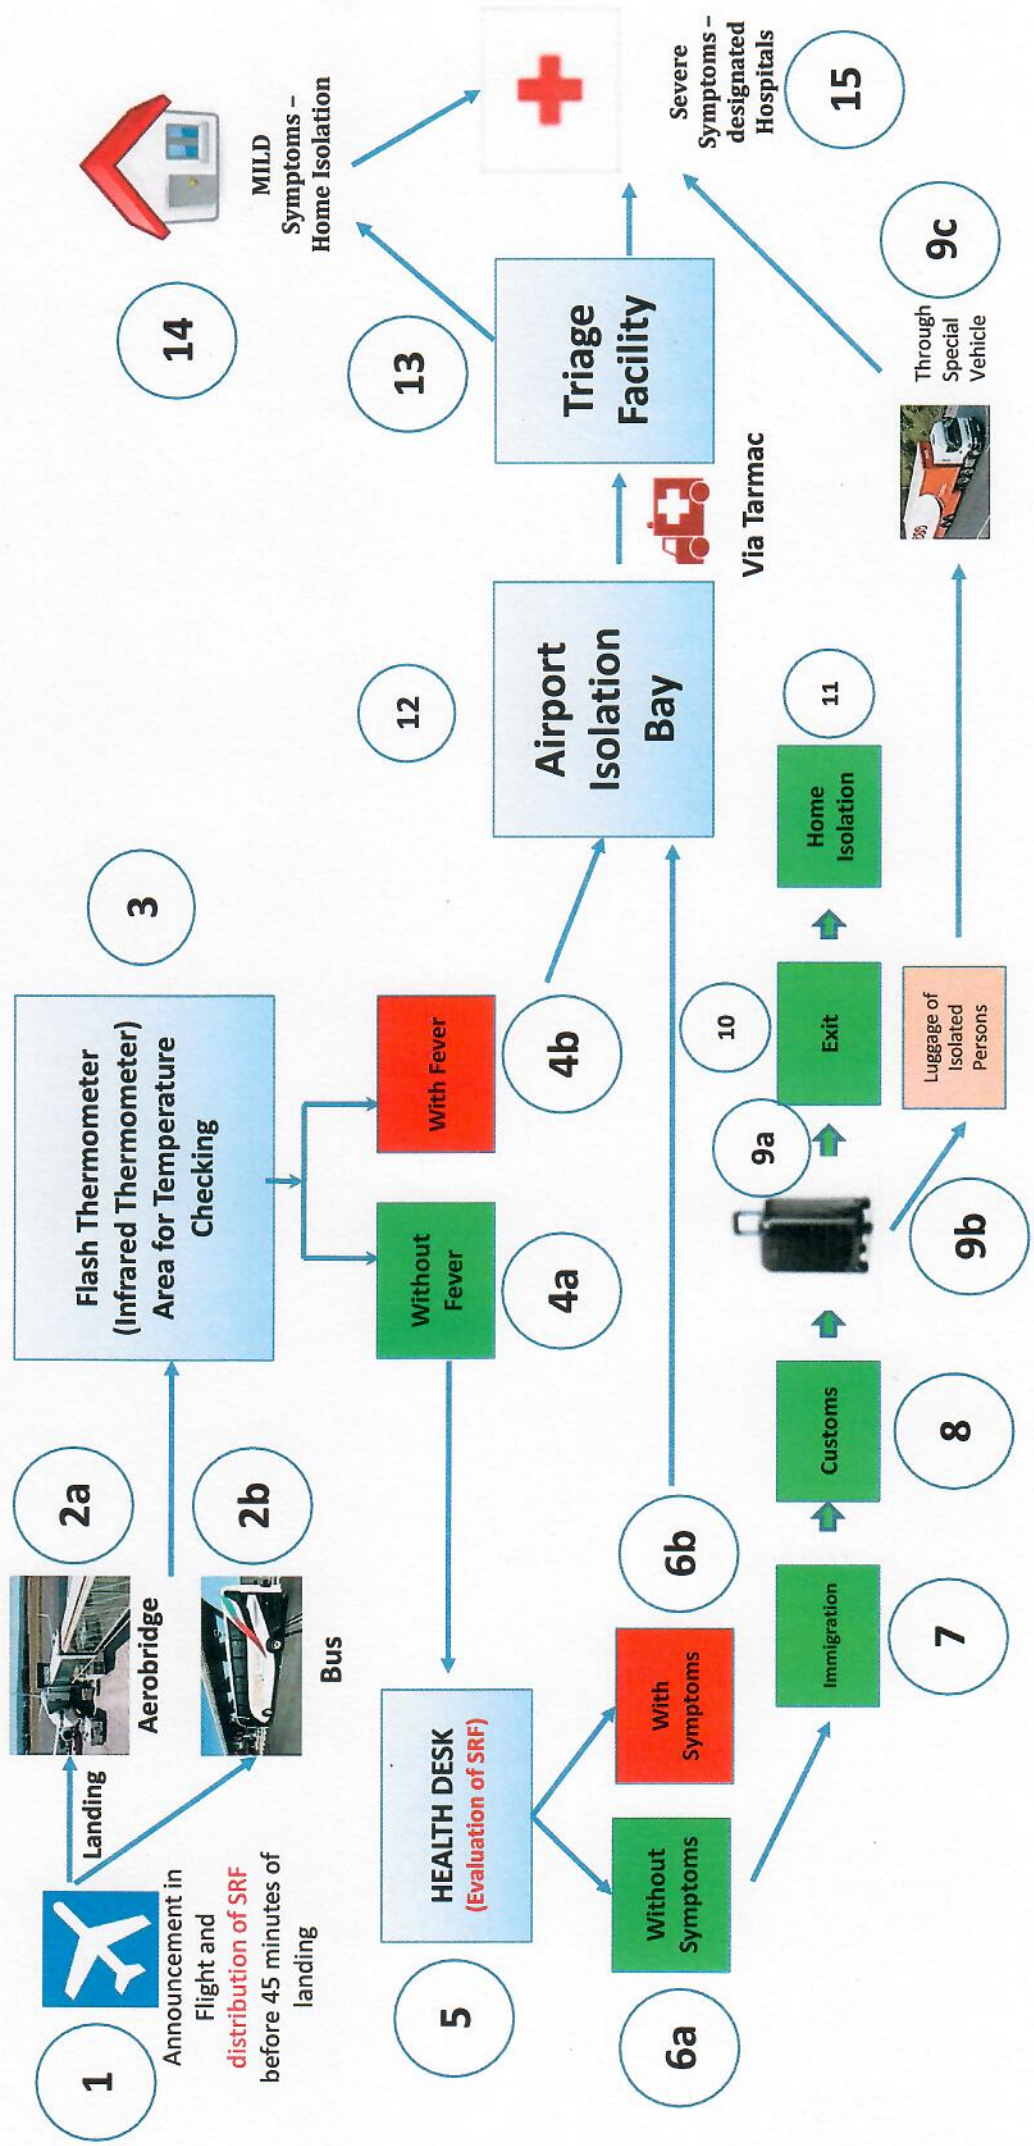 1
Announcement in
Flight and
distribution of SRF
before 45 minutes of
landing
Landing
2a
Aerobridge
2b
Bus
3
Flash Thermometer
(Infrared Thermometer)
Area for Temperature
Checking
Without
Fever
With Fever
4a
4b
5
HEALTH DESK
(Evaluation of SRF)
6a
Without
Symptoms
With
Symptoms
6b
Immigration
7
Customs
8
9a
9b
Exit
10
Luggage of
Isolated
Persons
Home
Isolation
11
12
Airport
Isolation
Bay
Via Tarmac
13
Triage
Facility
14
MILD
Symptoms –
Home Isolation
Severe
Symptoms –
designated
Hospitals
15
Through
Special
Vehicle
9c